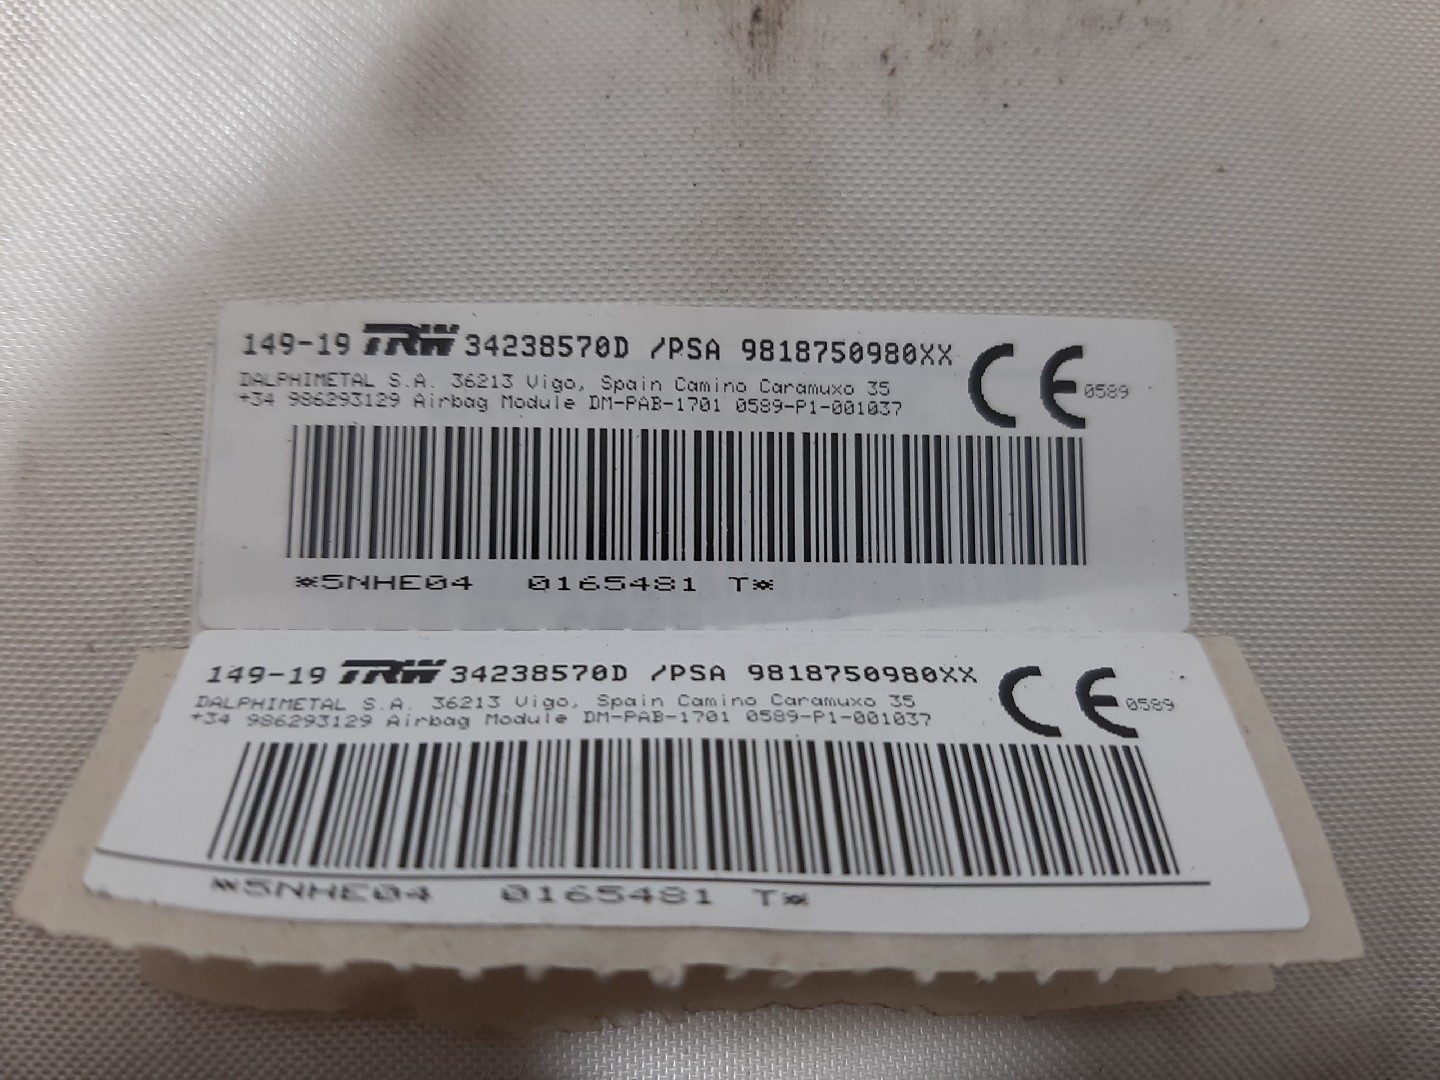 149-19 TRW 34238570D /PSA 9818750980XX CE 0589
DALPHIMETAL S.A. 36213 Vigo, Spain Camino Caramuxo 35
+34 986293129 Airbag Module DM-PAB-1701 0589-P1-001037
*5NHE04 0165481 T*
149-19 TRW 34238570D /PSA 9818750980XX CE 0589
DALPHIMETAL S.A. 36213 Vigo, Spain Camino Caramuxo 35
+34 986293129 Airbag Module DM-PAB-1701 0589-P1-001037
*5NHE04 0165481 T*